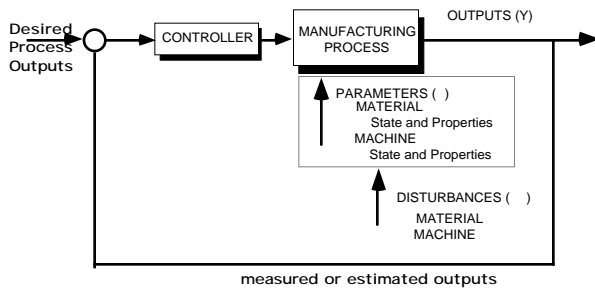 Desired
Process
Outputs
CONTROLLER
MANUFACTURING
PROCESS
OUTPUTS (Y)
PARAMETERS ( )
MATERIAL
State and Properties
MACHINE
State and Properties
DISTURBANCES ( )
MATERIAL
MACHINE
measured or estimated outputs